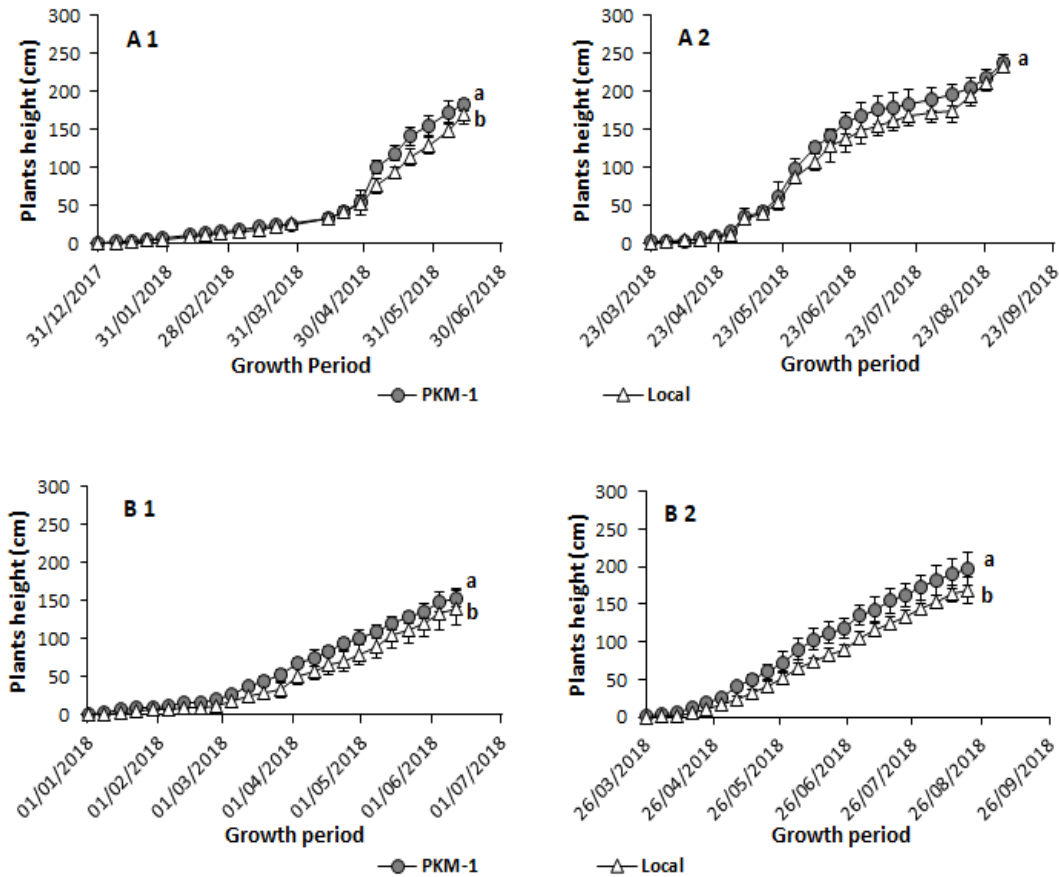 A 1
Plants height (cm)
300
250
200
150
100
50
0
a
b
31/12/2017
31/01/2018
28/02/2018
31/03/2018
30/04/2018
31/05/2018
30/06/2018
Growth Period
A 2
Plants height (cm)
300
250
200
150
100
50
0
a
23/03/2018
23/04/2018
23/05/2018
23/06/2018
23/07/2018
23/08/2018
23/09/2018
Growth period
PKM-1
Local
B 1
Plants height (cm)
300
250
200
150
100
50
0
a
b
01/01/2018
01/02/2018
01/03/2018
01/04/2018
01/05/2018
01/06/2018
01/07/2018
Growth period
B 2
Plants height (cm)
300
250
200
150
100
50
0
a
b
26/03/2018
26/04/2018
26/05/2018
26/06/2018
26/07/2018
26/08/2018
26/09/2018
Growth period
PKM-1
Local